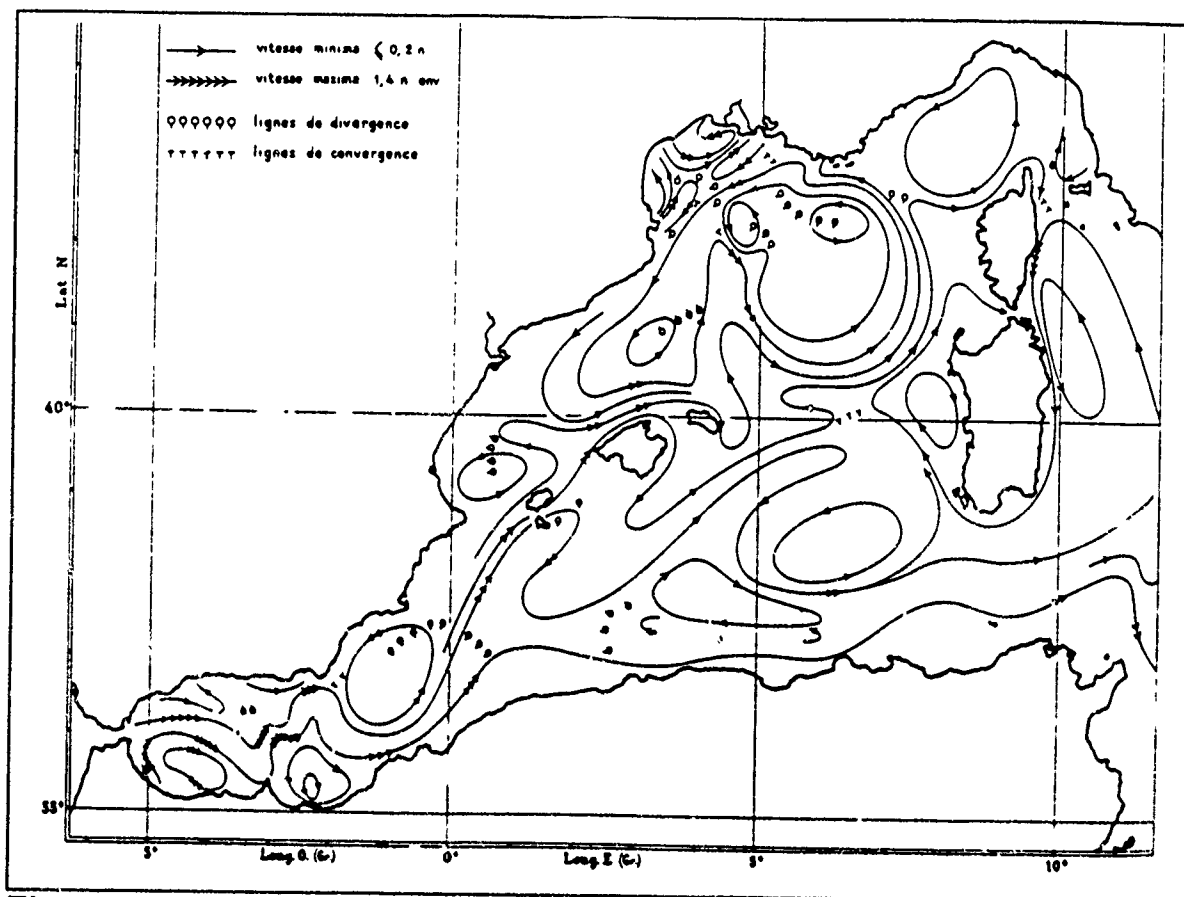 vitesse minima ⩽ 0,2 n
vitesse maxima 1,4 n env
lignes de divergence
lignes de convergence
Lat N
40°
35°
5°
Long. O. (Gr.)
0°
Long. E (Gr.)
5°
10°